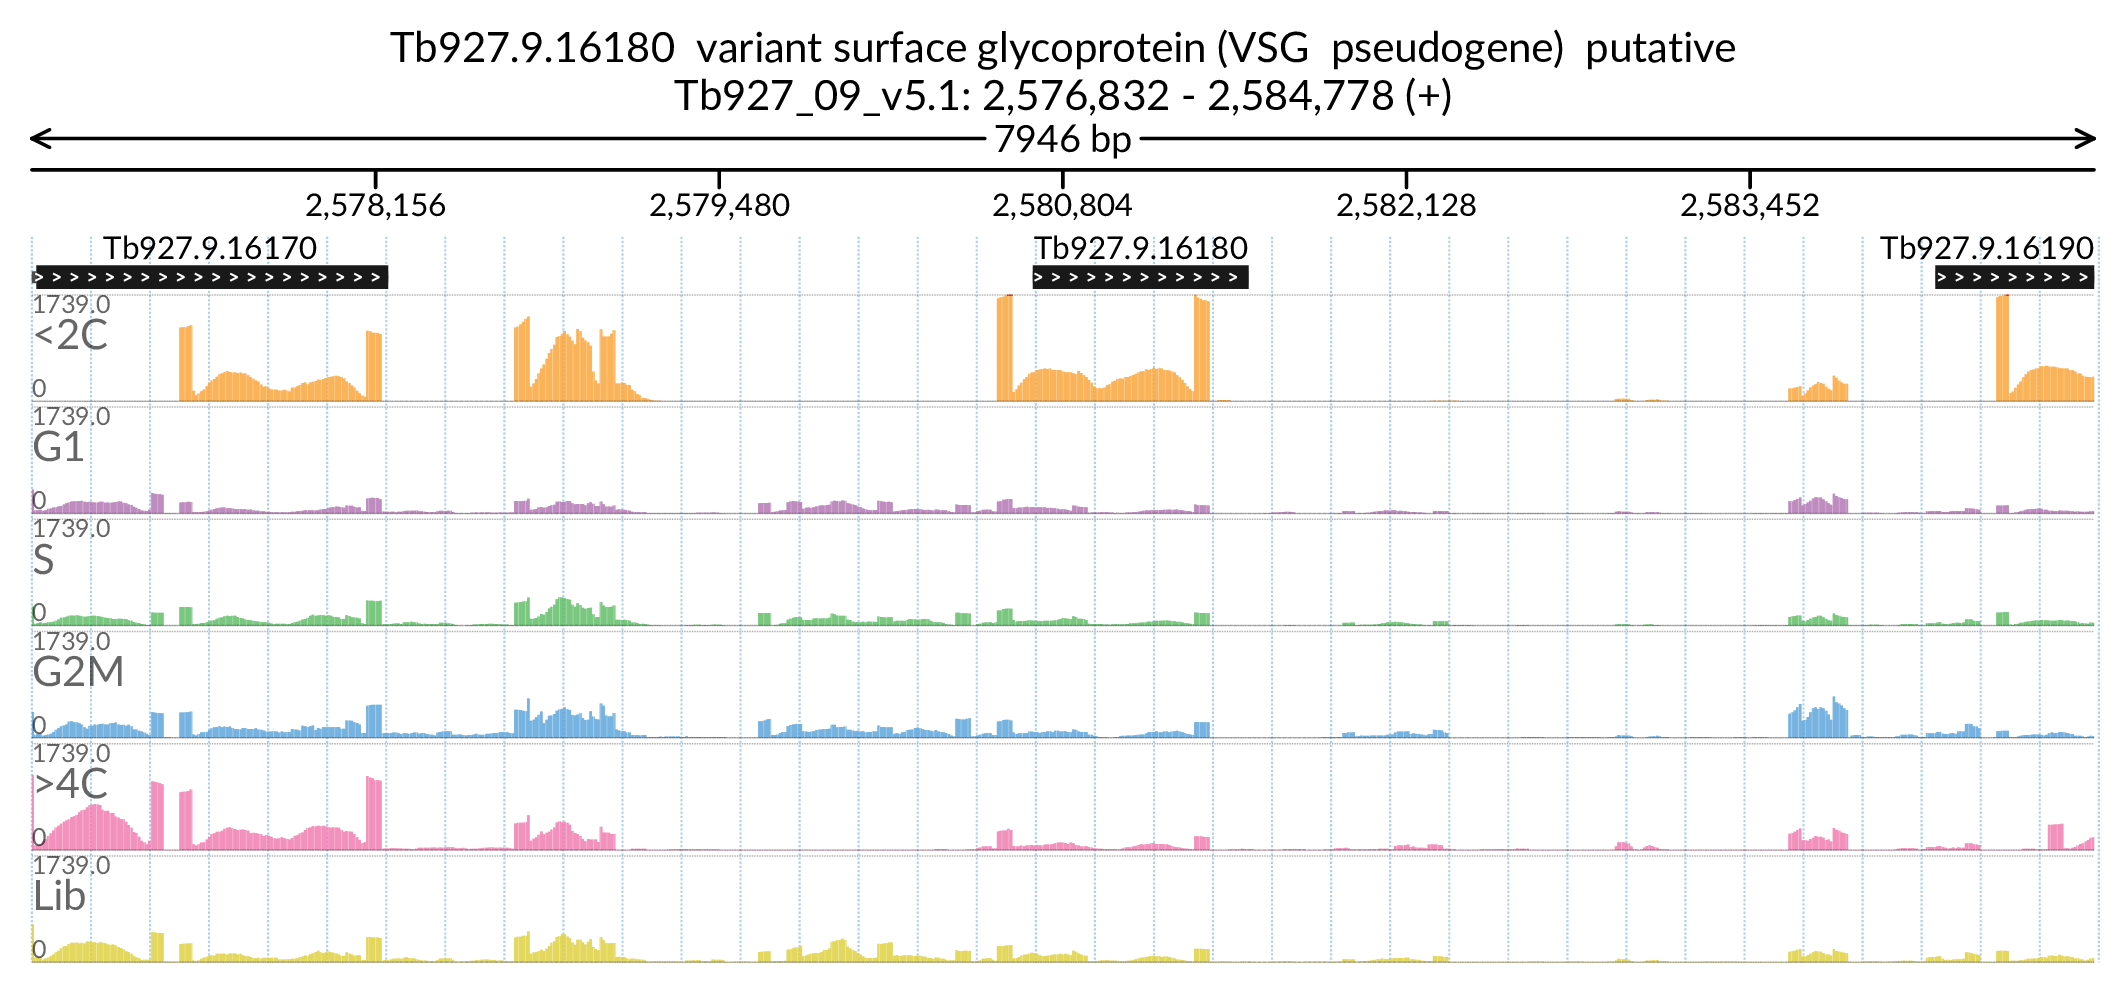 Tb927.9.16180 variant surface glycoprotein (VSG pseudogene) putative
Tb927_09_v5.1: 2,576,832 - 2,584,778 (+)
7946 bp
2,578,156 2,579,480 2,580,804 2,582,128 2,583,452
Tb927.9.16170 Tb927.9.16180 Tb927.9.16190
1739.0
<2C
0
1739.0
G1
0
1739.0
S
0
1739.0
G2M
0
1739.0
>4C
0
1739.0
Lib
0